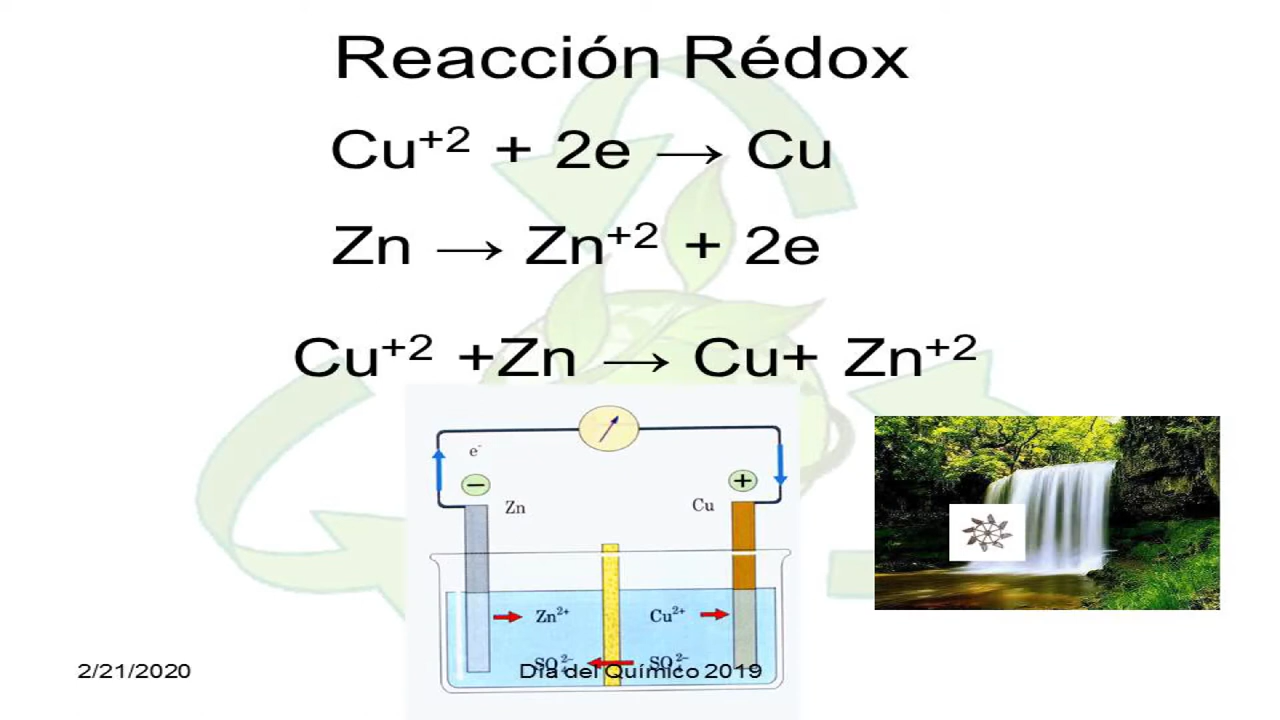 Reacción Rédox
Cu⁺² + 2e → Cu
Zn → Zn⁺² + 2e
Cu⁺² +Zn → Cu+ Zn⁺²
e⁻
−
+
Zn
Cu
Zn²⁺
Cu²⁺
SO₄²⁻
SO₄²⁻
2/21/2020
Día del Químico 2019